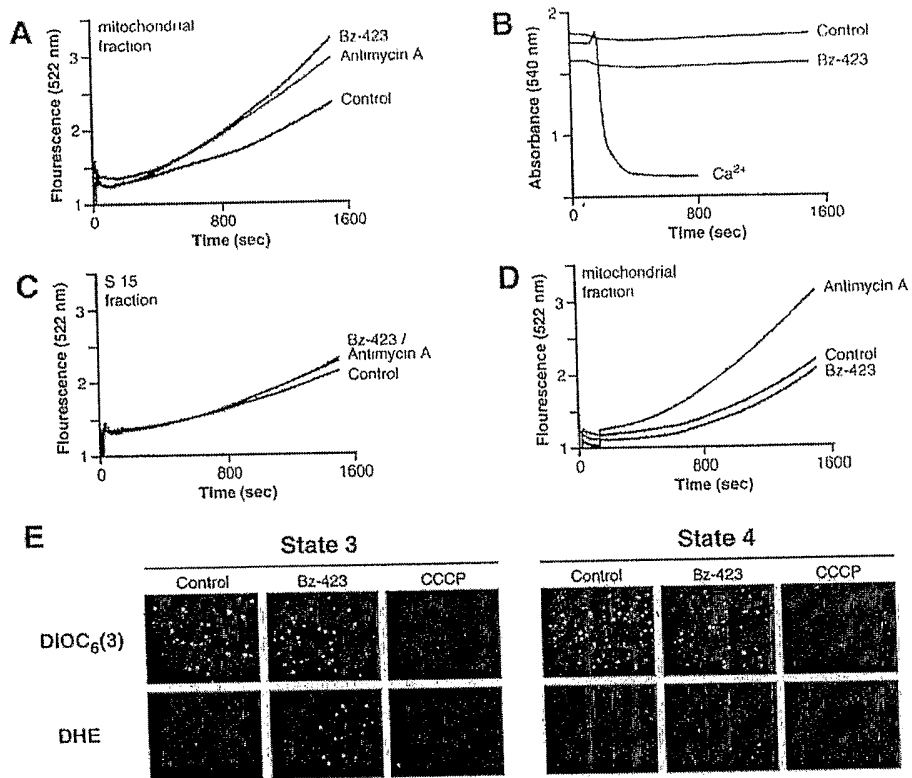 A
mitochondrial
fraction
Bz-423
Antimycin A
Control
Flourescence (522 nm)
3
2
1
0
800
1600
Time (sec)
B
2
1
Absorbance (540 nm)
Control
Bz-423
Ca²⁺
0
800
1600
Time (sec)
C
S 15
fraction
Bz-423 /
Antimycin A
Control
Flourescence (522 nm)
3
2
1
0
800
1600
Time (sec)
D
mitochondrial
fraction
Antimycin A
Control
Bz-423
Flourescence (522 nm)
3
2
1
0
800
1600
Time (sec)
E
State 3
State 4
Control Bz-423 CCCP
Control Bz-423 CCCP
DIOC₆(3)
DHE